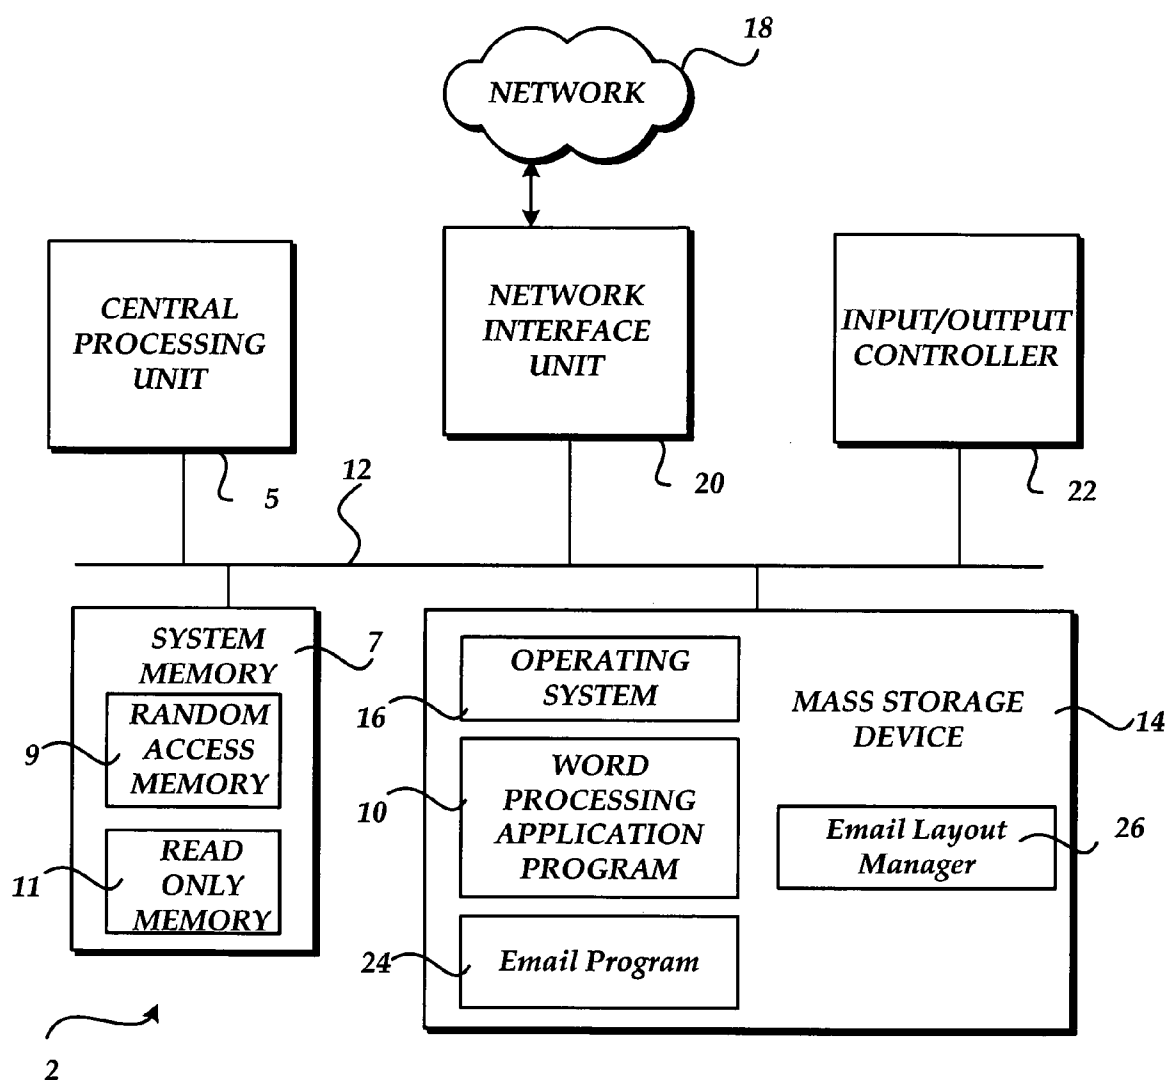 18
NETWORK
CENTRAL
PROCESSING
UNIT
5
NETWORK
INTERFACE
UNIT
20
INPUT/OUTPUT
CONTROLLER
22
12
SYSTEM
MEMORY
7
RANDOM
ACCESS
MEMORY
9
READ
ONLY
MEMORY
11
OPERATING
SYSTEM
16
WORD
PROCESSING
APPLICATION
PROGRAM
10
Email Program
24
MASS STORAGE
DEVICE
14
Email Layout
Manager
26
2